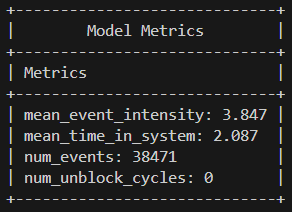 Model Metrics
Metrics
mean_event_intensity: 3.847
mean_time_in_system: 2.087
num_events: 38471
num_unblock_cycles: 0